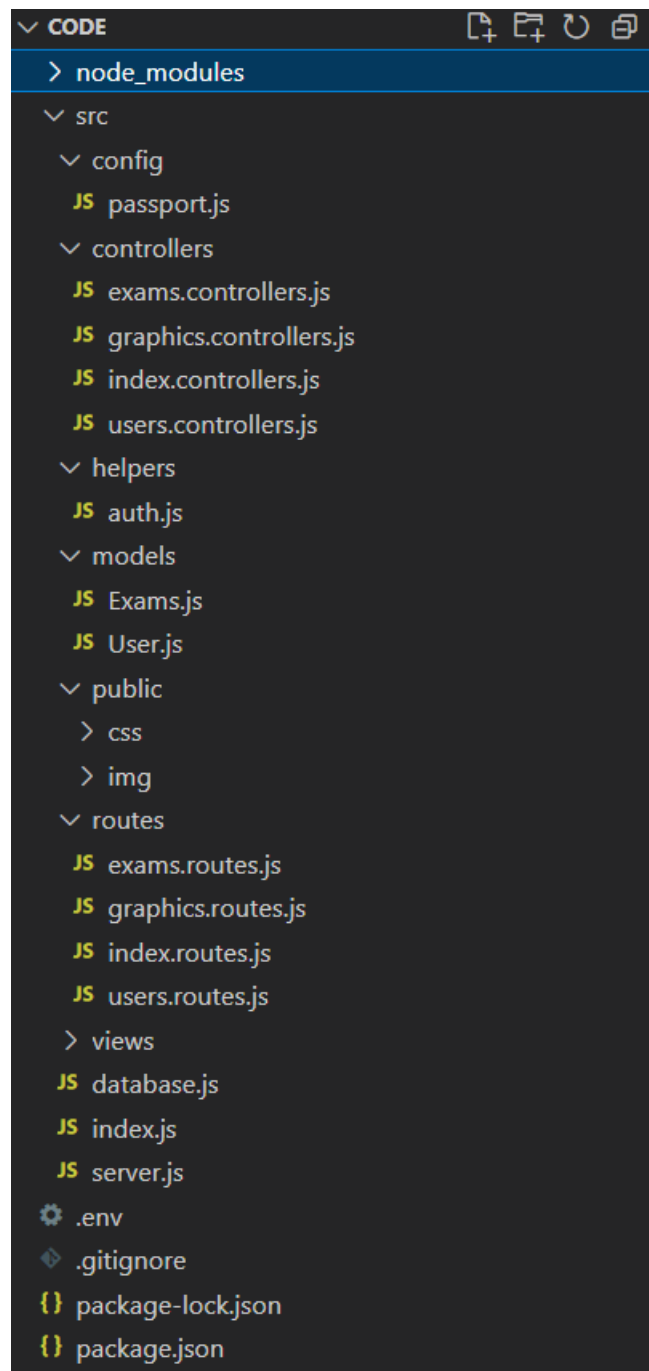 CODE
node_modules
src
config
JS passport.js
controllers
JS exams.controllers.js
JS graphics.controllers.js
JS index.controllers.js
JS users.controllers.js
helpers
JS auth.js
models
JS Exams.js
JS User.js
public
css
img
routes
JS exams.routes.js
JS graphics.routes.js
JS index.routes.js
JS users.routes.js
views
JS database.js
JS index.js
JS server.js
.env
.gitignore
{} package-lock.json
{} package.json